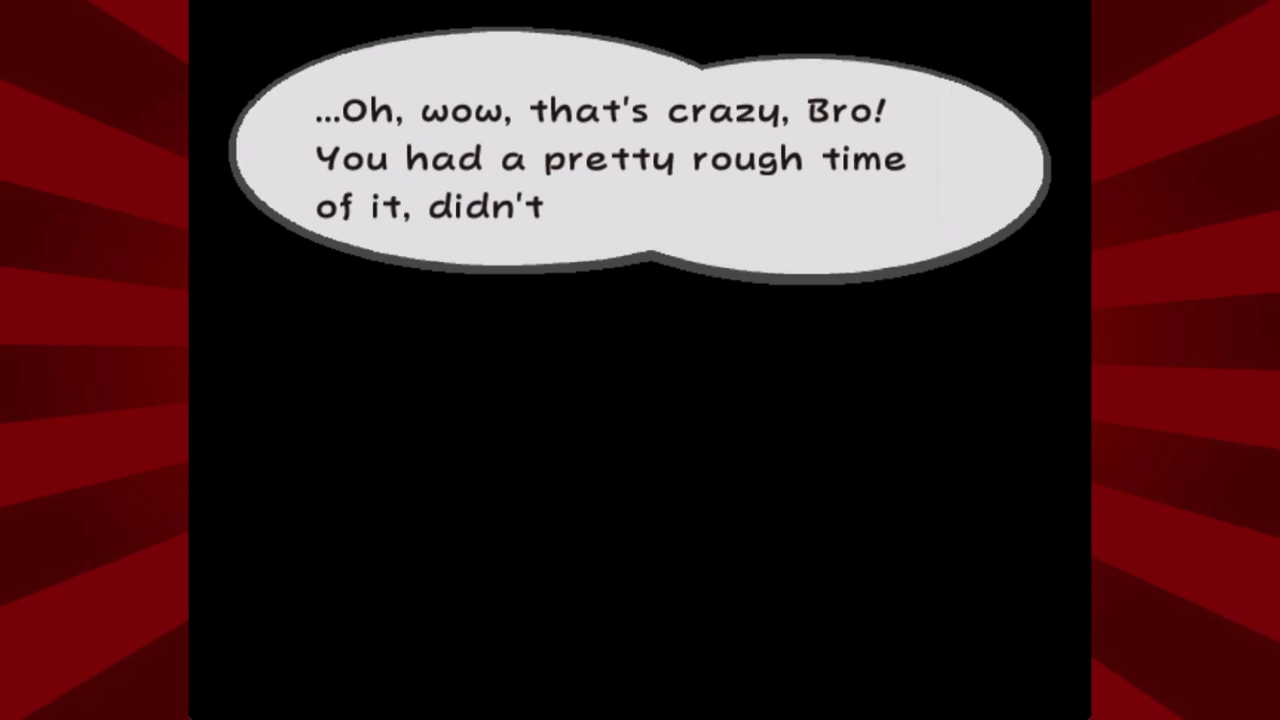 ...Oh, wow, that's crazy, Bro!
You had a pretty rough time
of it, didn't